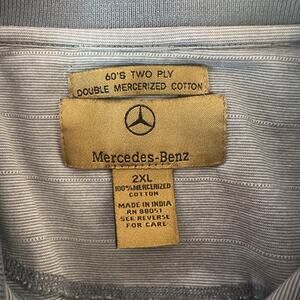 60'S TWO PLY
DOUBLE MERCERIZED COTTON
Mercedes-Benz
2XL
100% MERCERIZED
COTTON
MADE IN INDIA
RN 88051
SEE REVERSE
FOR CARE